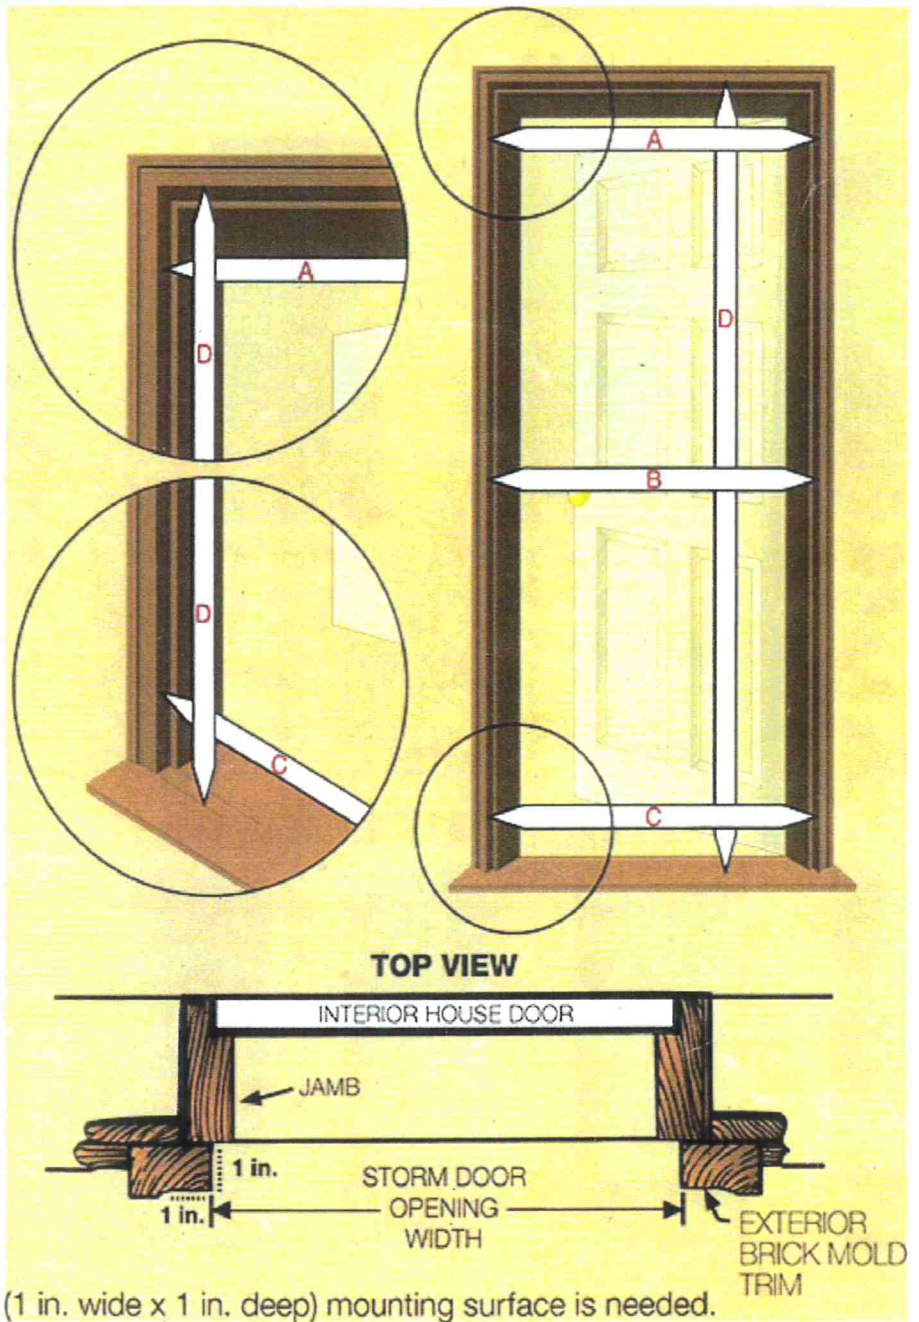 A
A
D
D
B
D
C
C
TOP VIEW
INTERIOR HOUSE DOOR
JAMB
1 in.
STORM DOOR
OPENING
WIDTH
1 in.
EXTERIOR
BRICK MOLD
TRIM
(1 in. wide x 1 in. deep) mounting surface is needed.